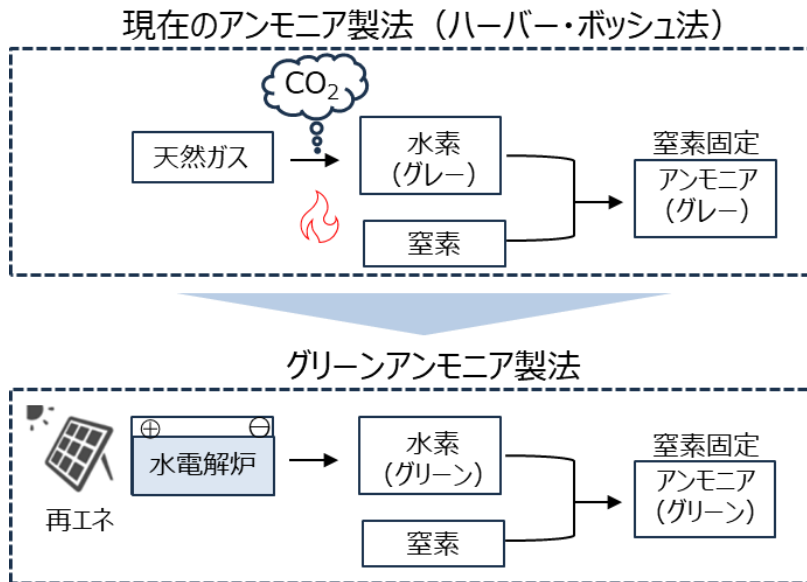 現在のアンモニア製法（ハーバー・ボッシュ法）
CO₂
天然ガス
水素
(グレー)
窒素
窒素固定
アンモニア
(グレー)
グリーンアンモニア製法
再エネ
⊕ ⊖
水電解炉
水素
(グリーン)
窒素
窒素固定
アンモニア
(グリーン)